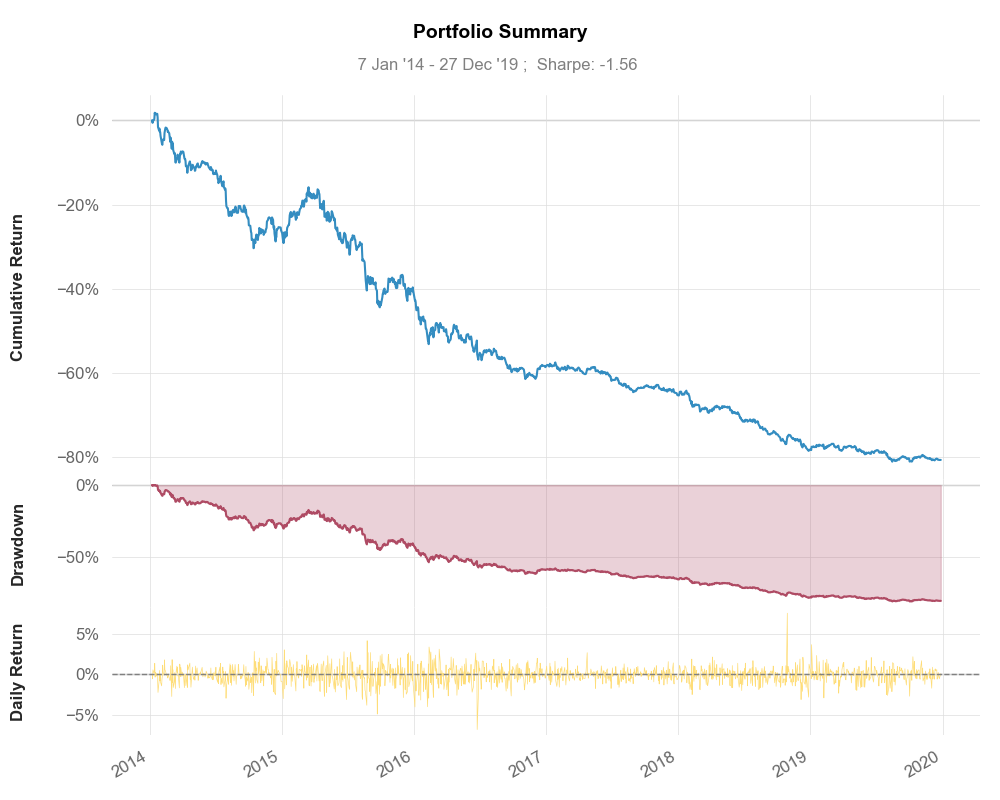 Portfolio Summary
7 Jan '14 - 27 Dec '19 ;  Sharpe: -1.56
Cumulative Return
0%
−20%
−40%
−60%
−80%
Drawdown
0%
−50%
Daily Return
5%
0%
−5%
2014 2015 2016 2017 2018 2019 2020